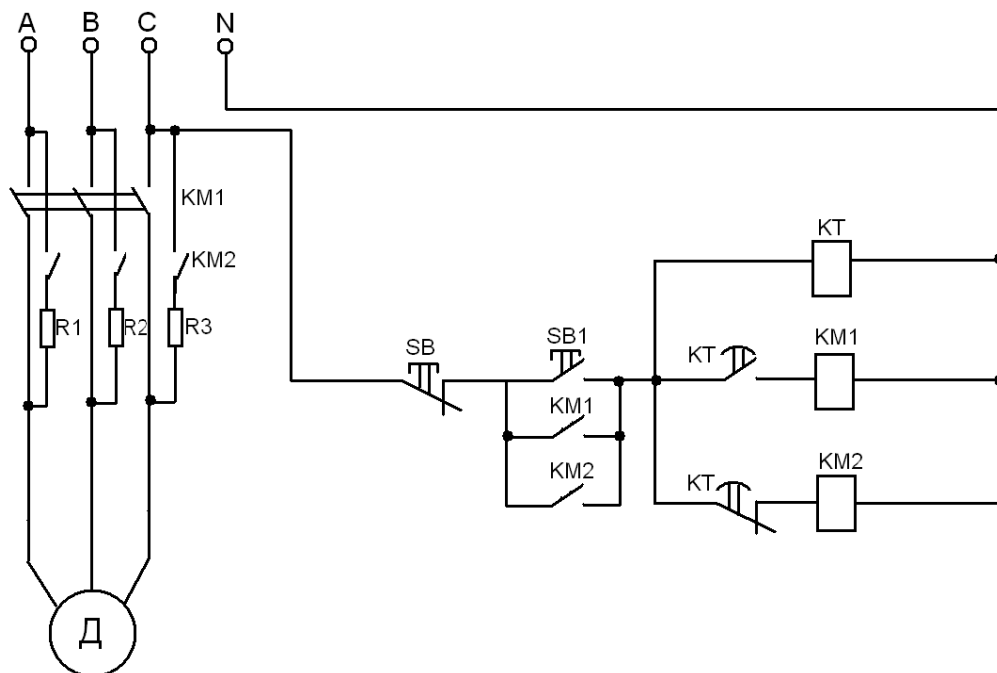 A B C N
KM1
KM2
R1 R2 R3
KT
SB SB1 KT KM1
KM1
KM2 KT KM2
Д